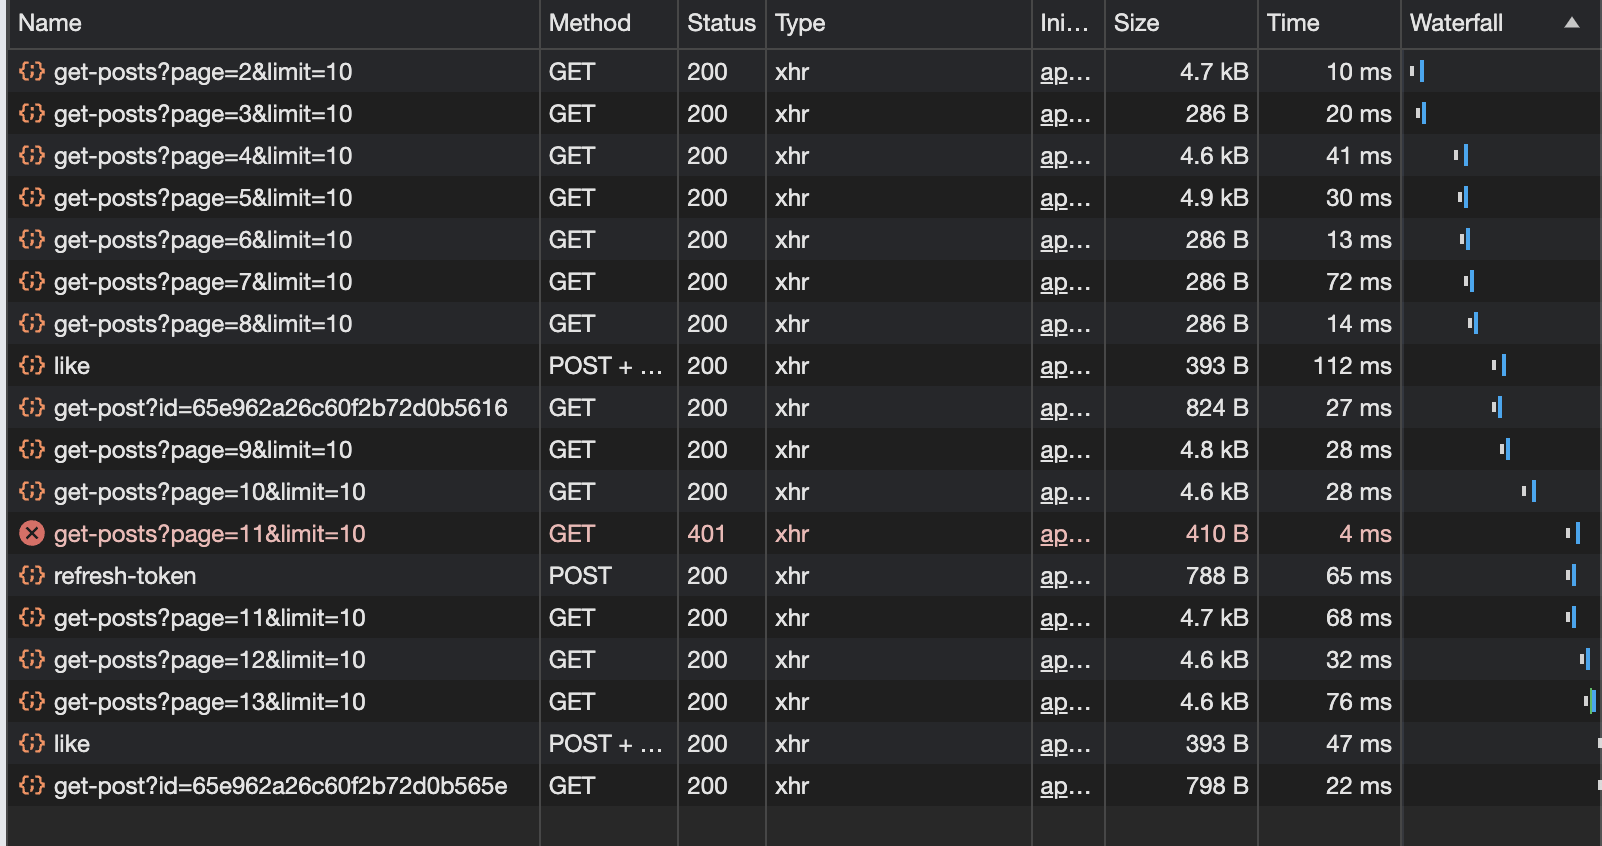 Name Method Status Type Ini... Size Time Waterfall
get-posts?page=2&limit=10 GET 200 xhr ap... 4.7 kB 10 ms
get-posts?page=3&limit=10 GET 200 xhr ap... 286 B 20 ms
get-posts?page=4&limit=10 GET 200 xhr ap... 4.6 kB 41 ms
get-posts?page=5&limit=10 GET 200 xhr ap... 4.9 kB 30 ms
get-posts?page=6&limit=10 GET 200 xhr ap... 286 B 13 ms
get-posts?page=7&limit=10 GET 200 xhr ap... 286 B 72 ms
get-posts?page=8&limit=10 GET 200 xhr ap... 286 B 14 ms
like POST + ... 200 xhr ap... 393 B 112 ms
get-post?id=65e962a26c60f2b72d0b5616 GET 200 xhr ap... 824 B 27 ms
get-posts?page=9&limit=10 GET 200 xhr ap... 4.8 kB 28 ms
get-posts?page=10&limit=10 GET 200 xhr ap... 4.6 kB 28 ms
get-posts?page=11&limit=10 GET 401 xhr ap... 410 B 4 ms
refresh-token POST 200 xhr ap... 788 B 65 ms
get-posts?page=11&limit=10 GET 200 xhr ap... 4.7 kB 68 ms
get-posts?page=12&limit=10 GET 200 xhr ap... 4.6 kB 32 ms
get-posts?page=13&limit=10 GET 200 xhr ap... 4.6 kB 76 ms
like POST + ... 200 xhr ap... 393 B 47 ms
get-post?id=65e962a26c60f2b72d0b565e GET 200 xhr ap... 798 B 22 ms